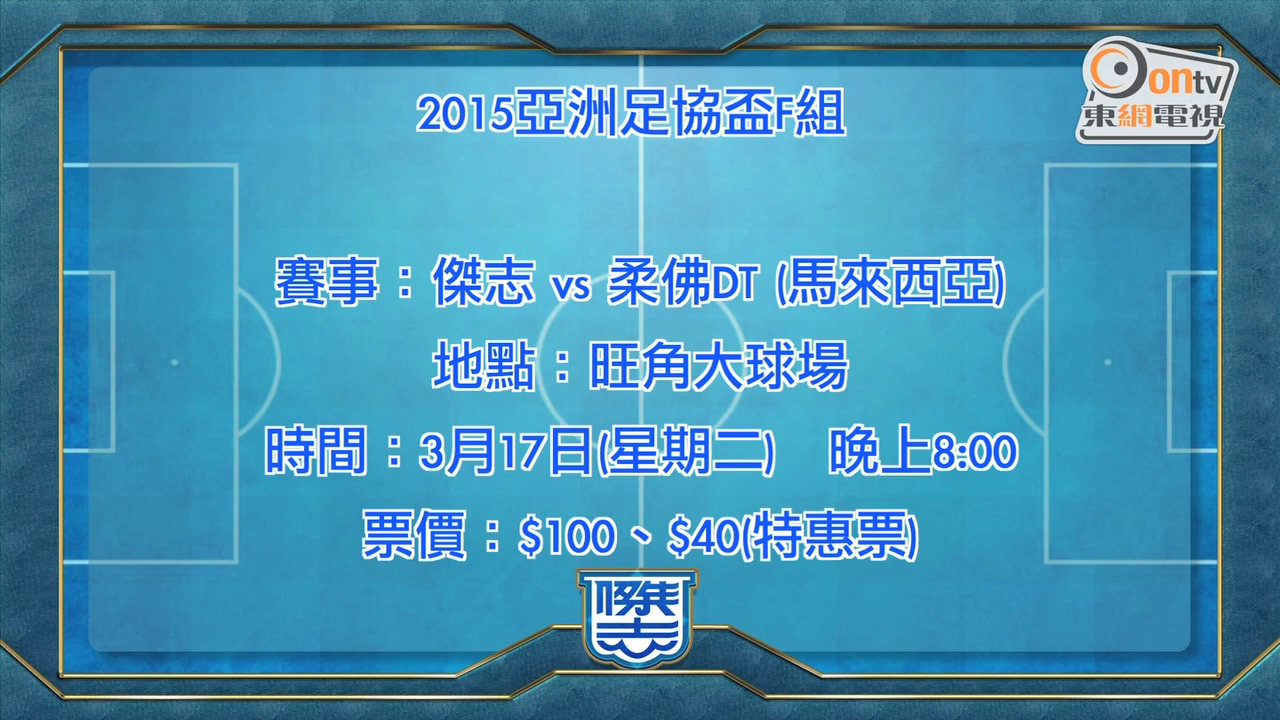 2015亞洲足協盃F組
ontv
東網電視
賽事：傑志 vs 柔佛DT (馬來西亞)
地點：旺角大球場
時間：3月17日(星期二)　晚上8:00
票價：$100、$40(特惠票)
傑志